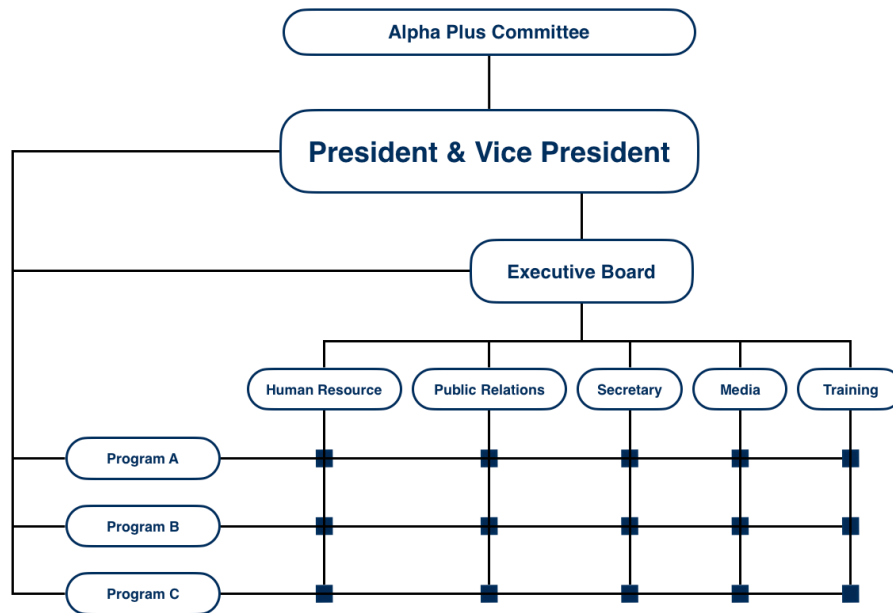 Alpha Plus Committee
President & Vice President
Executive Board
Human Resource
Public Relations
Secretary
Media
Training
Program A
Program B
Program C